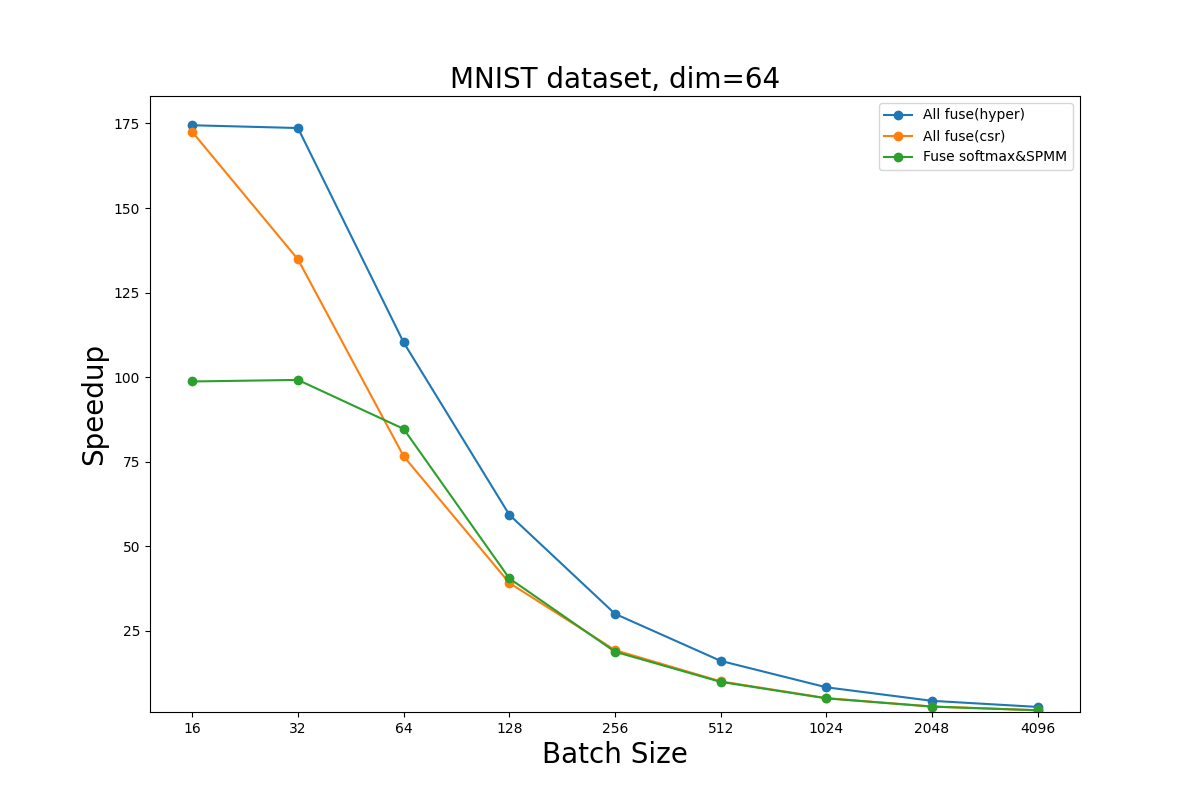 MNIST dataset, dim=64
All fuse(hyper)
All fuse(csr)
Fuse softmax&SPMM
175
150
125
100
75
50
25
Speedup
16 32 64 128 256 512 1024 2048 4096
Batch Size